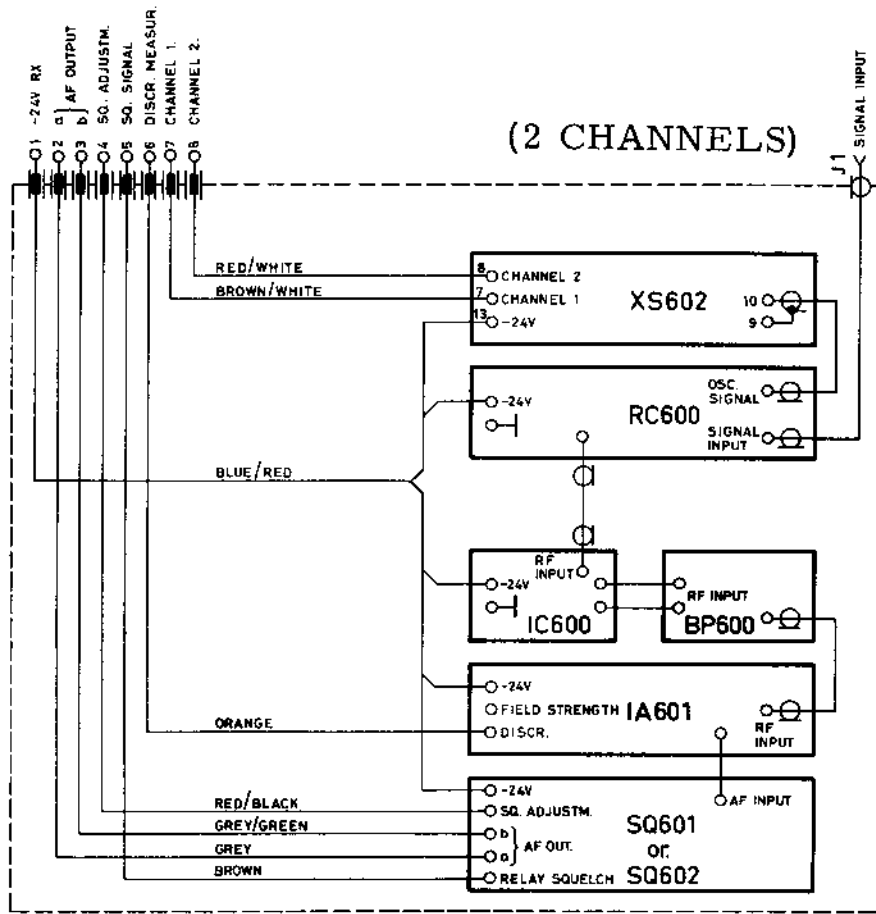 1 -24V RX
2 a } AF OUTPUT
3 b }
4 SQ. ADJUSTM.
5 SQ. SIGNAL
6 DISCR. MEASUR.
7 CHANNEL 1.
8 CHANNEL 2.
(2 CHANNELS)
J1
SIGNAL INPUT
RED/WHITE
BROWN/WHITE
8 CHANNEL 2
7 CHANNEL 1
13 -24V
XS602
10
9
-24V
RC600
OSC. SIGNAL
SIGNAL INPUT
BLUE/RED
RF INPUT
-24V
IC600
RF INPUT
BP600
-24V
FIELD STRENGTH
DISCR.
IA601
RF INPUT
ORANGE
-24V
SQ. ADJUSTM.
b } AF OUT.
a }
RELAY SQUELCH
AF INPUT
SQ601
or
SQ602
RED/BLACK
GREY/GREEN
GREY
BROWN